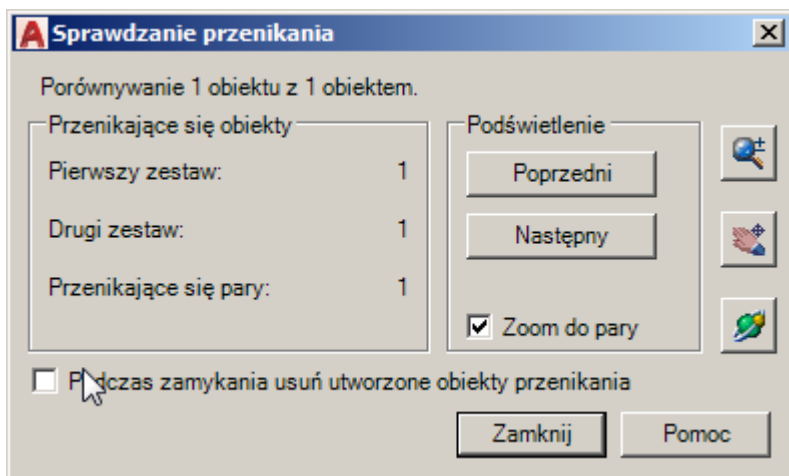 Sprawdzanie przenikania
Porównywanie 1 obiektu z 1 obiektem.
Przenikające się obiekty
Pierwszy zestaw: 1
Drugi zestaw: 1
Przenikające się pary: 1
Podświetlenie
Poprzedni
Następny
Zoom do pary
Podczas zamykania usuń utworzone obiekty przenikania
Zamknij
Pomoc